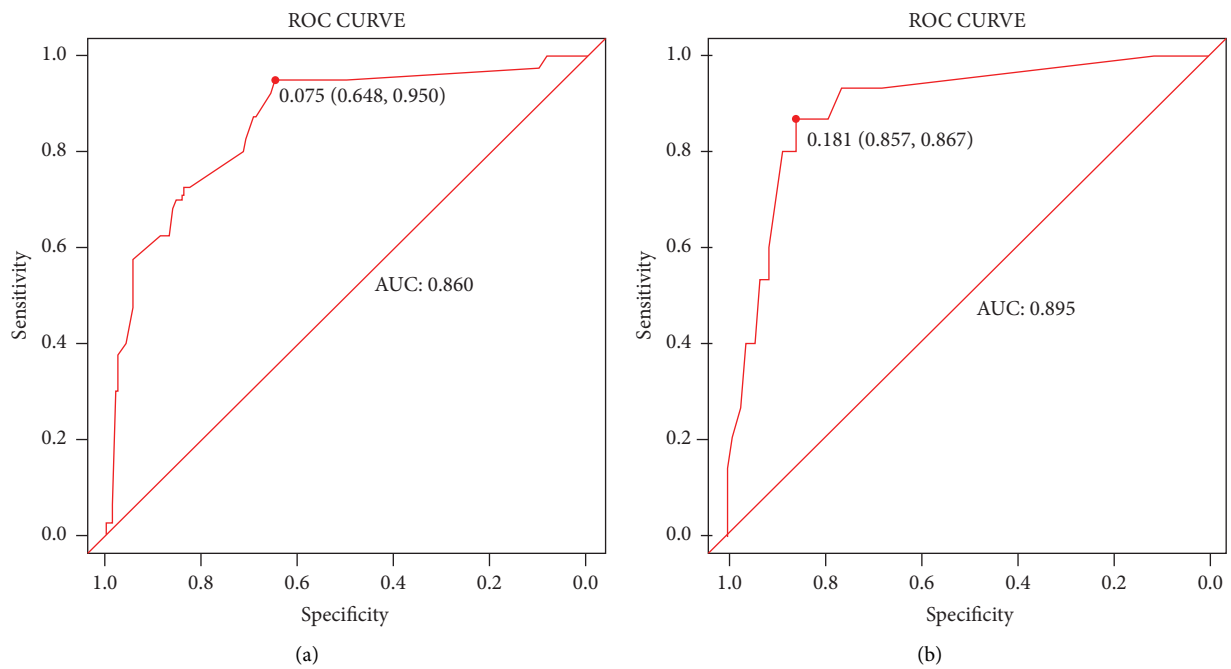 ROC CURVE
1.0
0.8
0.6
0.4
0.2
0.0
Sensitivity
0.075 (0.648, 0.950)
AUC: 0.860
1.0 0.8 0.6 0.4 0.2 0.0
Specificity
(a)
ROC CURVE
1.0
0.8
0.6
0.4
0.2
0.0
Sensitivity
0.181 (0.857, 0.867)
AUC: 0.895
1.0 0.8 0.6 0.4 0.2 0.0
Specificity
(b)